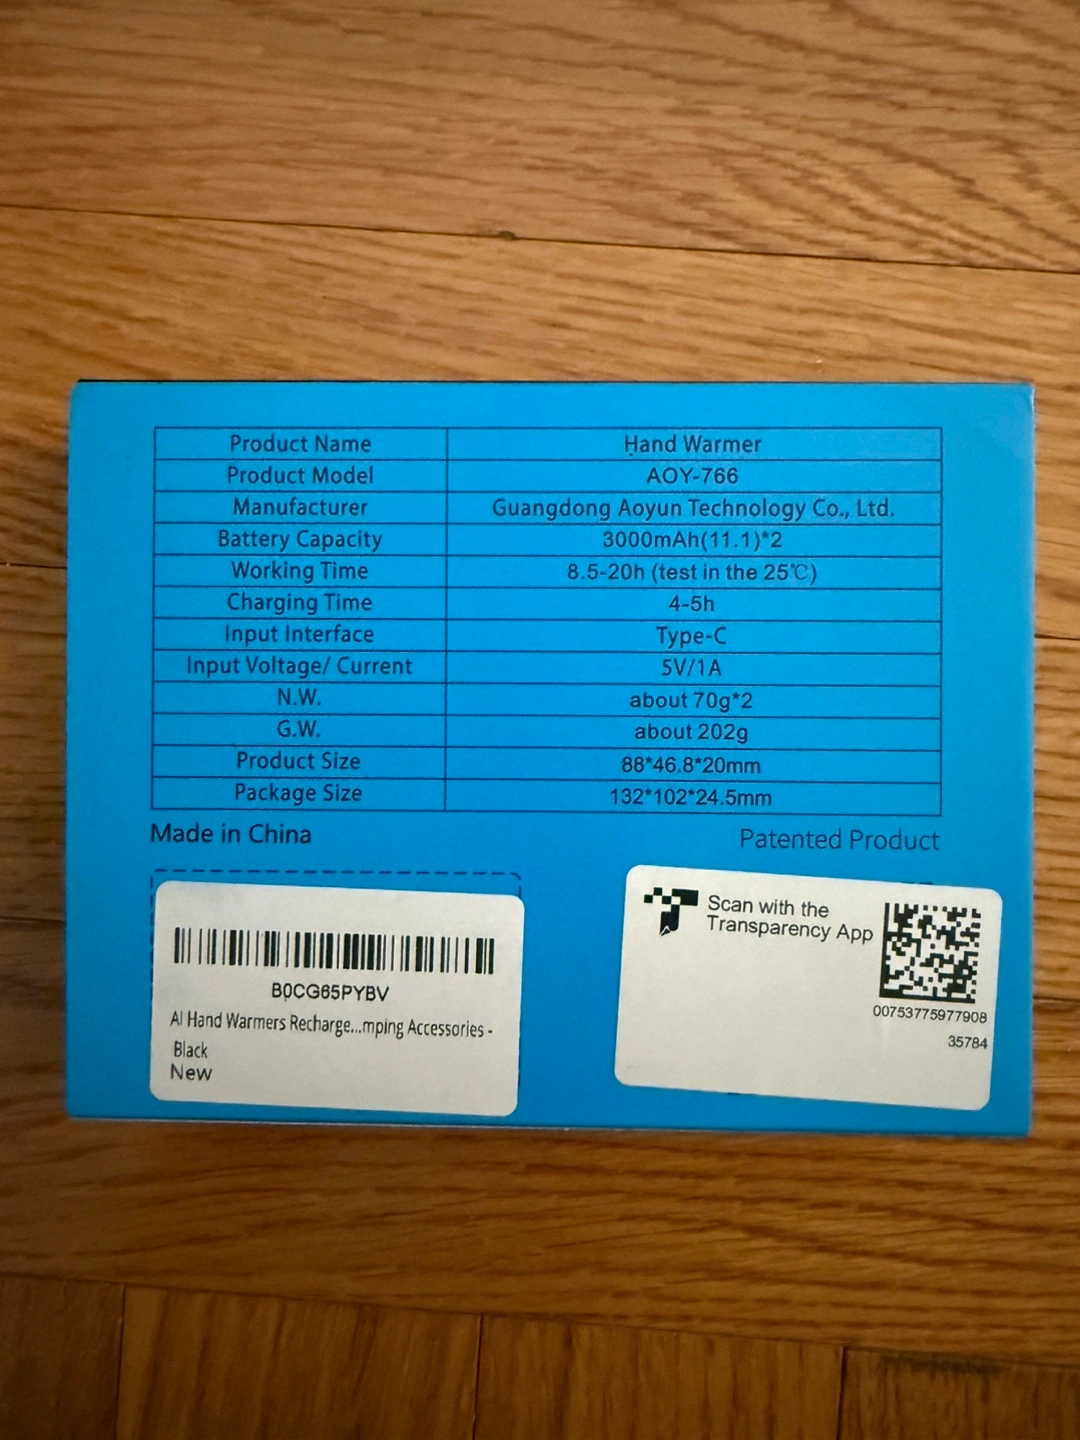 Product Name Hand Warmer
Product Model AOY-766
Manufacturer Guangdong Aoyun Technology Co., Ltd.
Battery Capacity 3000mAh(11.1)*2
Working Time 8.5-20h (test in the 25℃)
Charging Time 4-5h
Input Interface Type-C
Input Voltage/ Current 5V/1A
N.W. about 70g*2
G.W. about 202g
Product Size 88*46.8*20mm
Package Size 132*102*24.5mm
Made in China
Patented Product
B0CG65PYBV
AI Hand Warmers Recharge...mping Accessories -
Black
New
Scan with the
Transparency App
00753775977908
35784